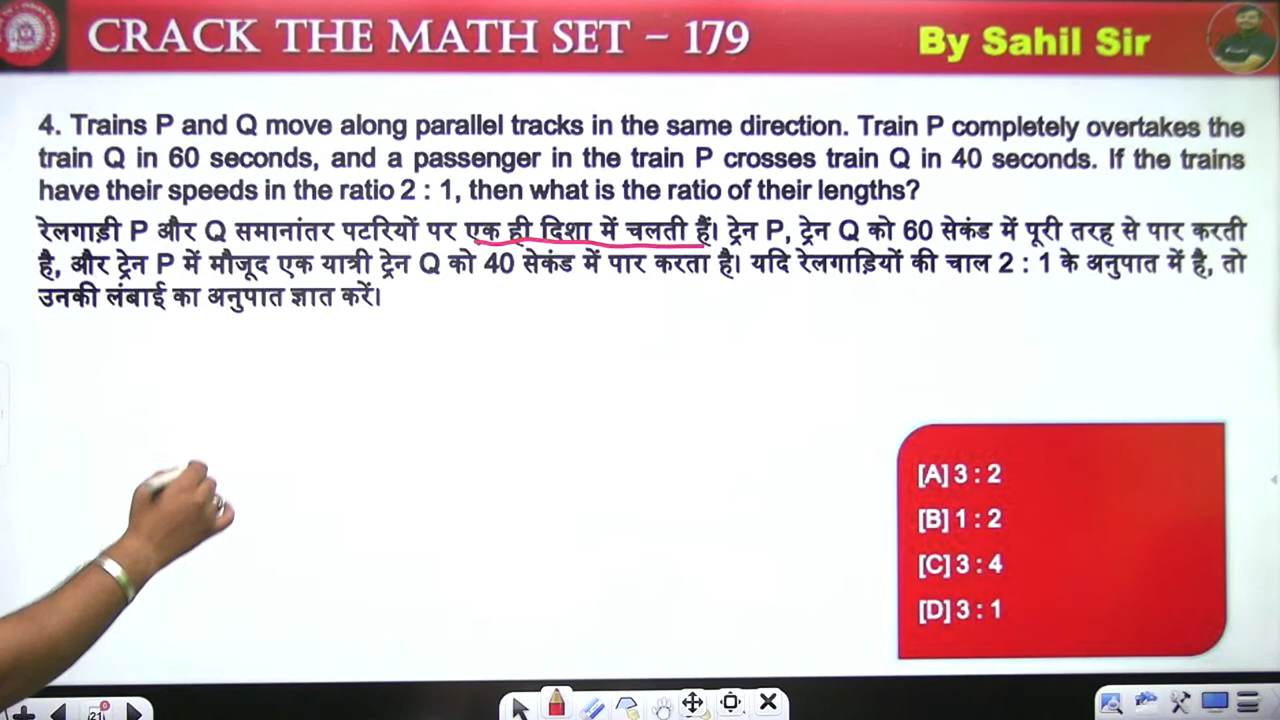 CRACK THE MATH SET – 179
By Sahil Sir
4. Trains P and Q move along parallel tracks in the same direction. Train P completely overtakes the
train Q in 60 seconds, and a passenger in the train P crosses train Q in 40 seconds. If the trains
have their speeds in the ratio 2 : 1, then what is the ratio of their lengths?
रेलगाड़ी P और Q समानांतर पटरियों पर एक ही दिशा में चलती हैं। ट्रेन P, ट्रेन Q को 60 सेकंड में पूरी तरह से पार करती
है, और ट्रेन P में मौजूद एक यात्री ट्रेन Q को 40 सेकंड में पार करता है। यदि रेलगाड़ियों की चाल 2 : 1 के अनुपात में है, तो
उनकी लंबाई का अनुपात ज्ञात करें।
[A] 3 : 2
[B] 1 : 2
[C] 3 : 4
[D] 3 : 1
21